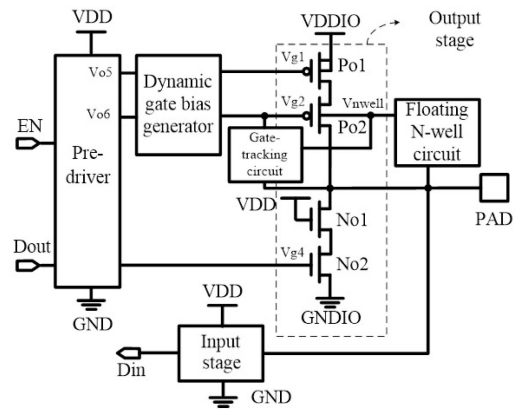 VDD
VDDIO
Output
stage
Vo5
Vo6
Dynamic
gate bias
generator
Vg1
Po1
Vg2
Vnwell
Po2
Floating
N-well
circuit
EN
Pre-
driver
Gate-
tracking
circuit
VDD
No1
PAD
Dout
Vg4
No2
GND
VDD
GNDIO
Input
stage
Din
GND